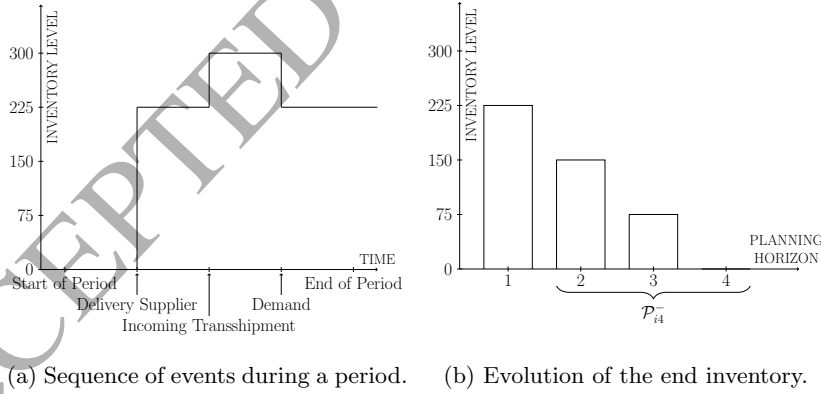 INVENTORY LEVEL
300
225
150
75
0
TIME
Start of Period
End of Period
Delivery Supplier
Demand
Incoming Transshipment
(a) Sequence of events during a period.
INVENTORY LEVEL
300
225
150
75
0
PLANNING
HORIZON
1 2 3 4
𝒫⁻ᵢ₄
(b) Evolution of the end inventory.
CEPTED